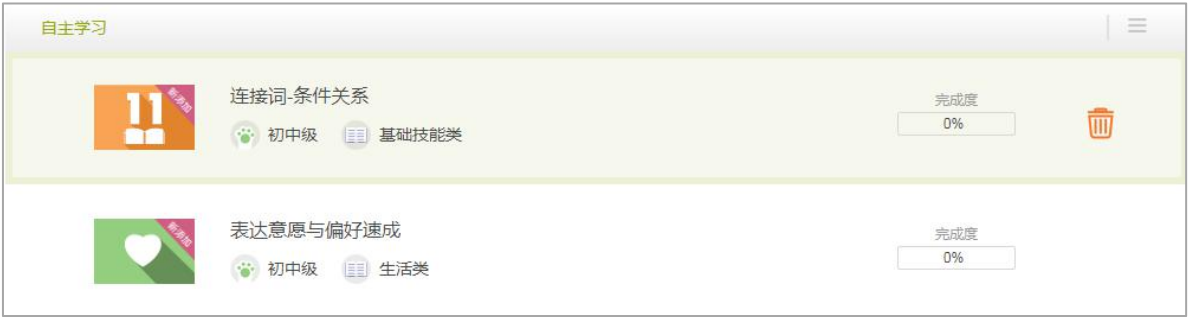 自主学习
新添加
11
连接词-条件关系
初中级 基础技能类
完成度
0%
新添加
表达意愿与偏好速成
初中级 生活类
完成度
0%